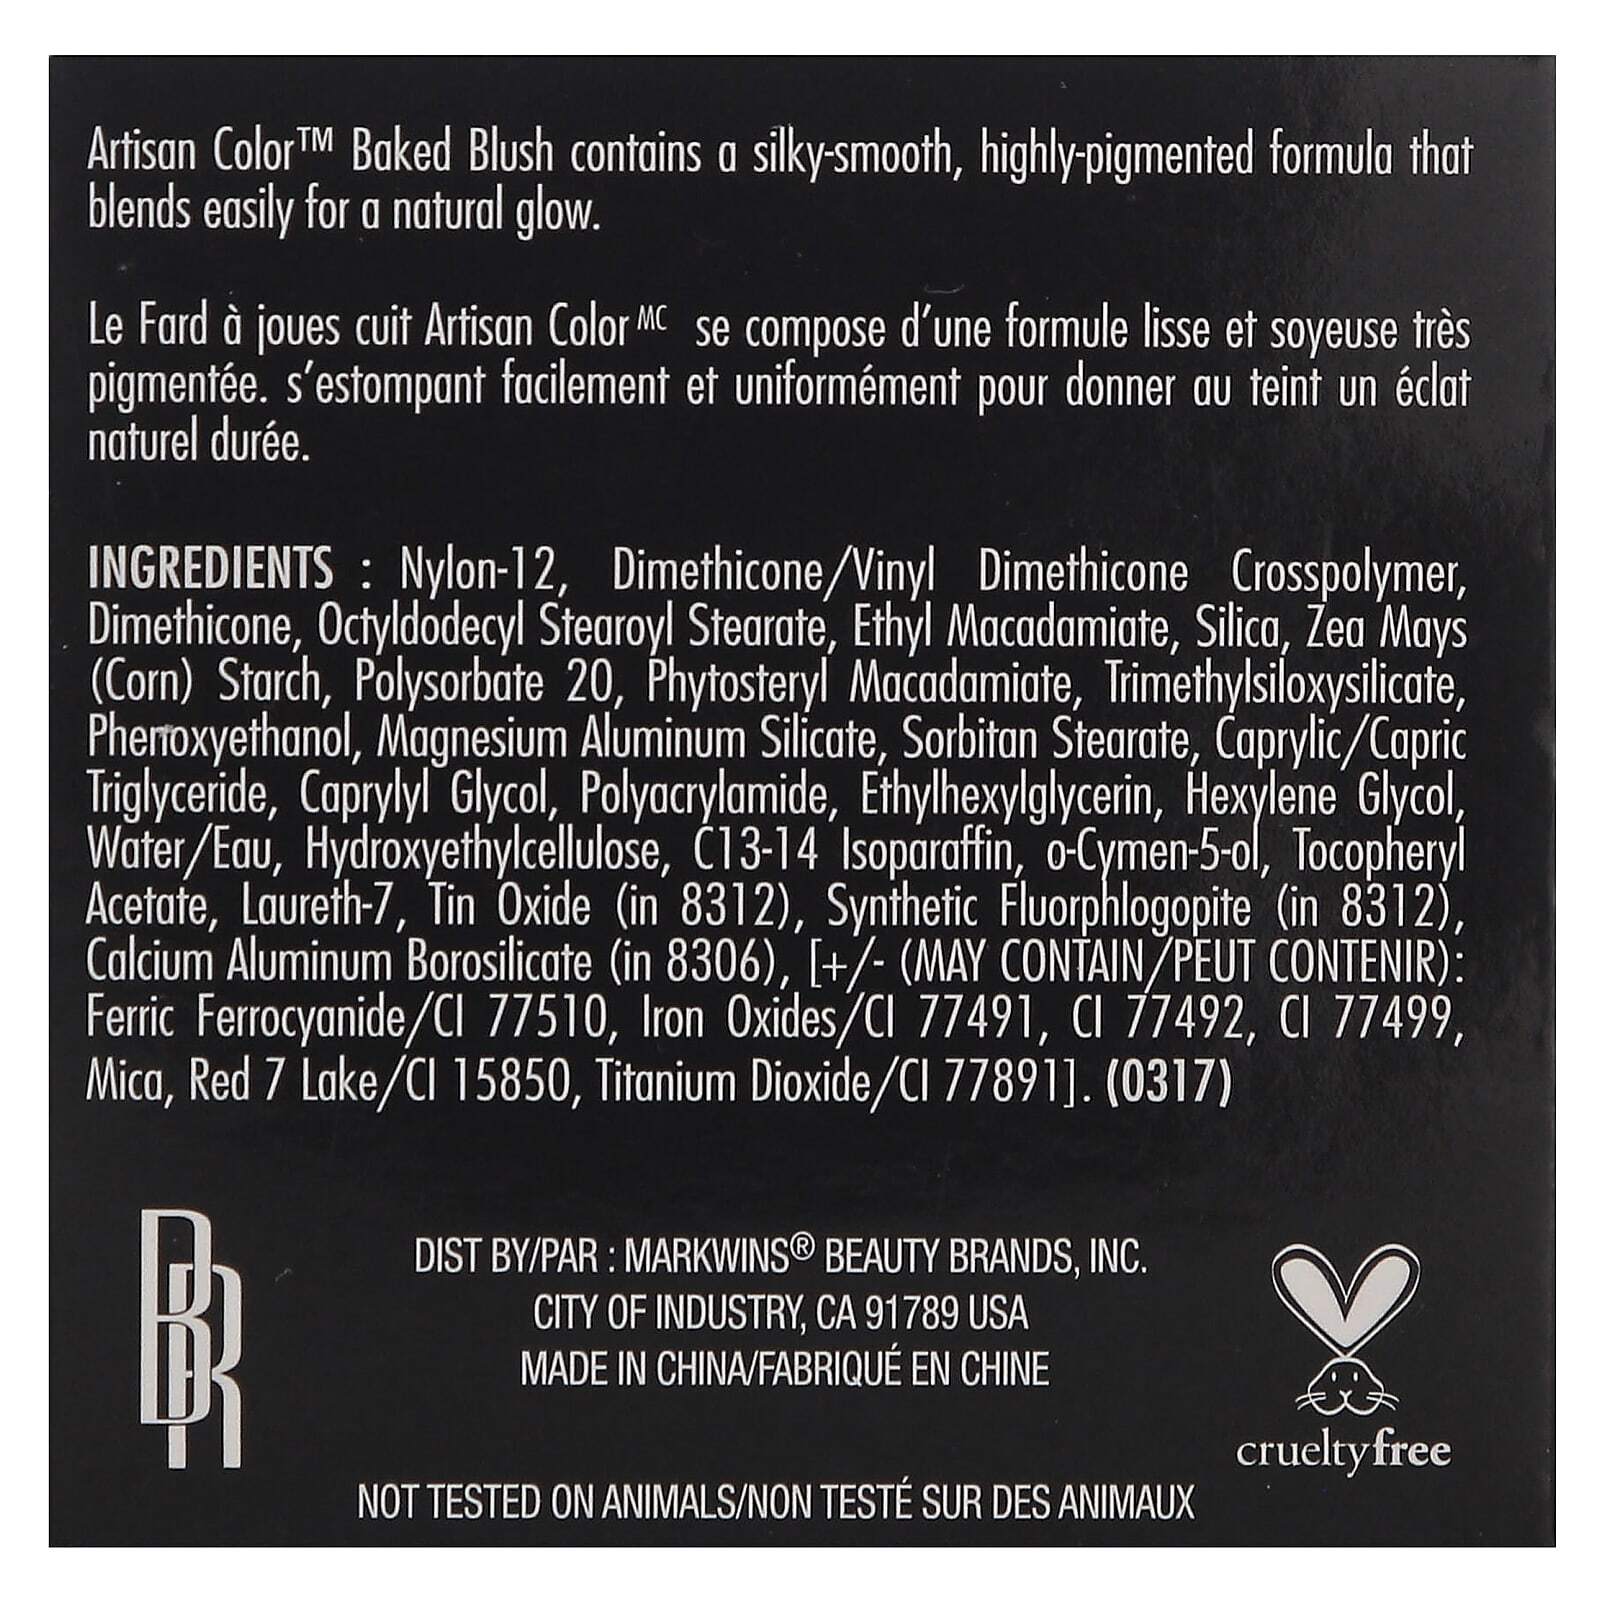 Artisan Color™ Baked Blush contains a silky-smooth, highly-pigmented formula that
blends easily for a natural glow.
Le Fard à joues cuit Artisan Color MC se compose d'une formule lisse et soyeuse très
pigmentée. s'estompant facilement et uniformément pour donner au teint un éclat
naturel durée.
INGREDIENTS : Nylon-12, Dimethicone/Vinyl Dimethicone Crosspolymer,
Dimethicone, Octyldodecyl Stearoyl Stearate, Ethyl Macadamiate, Silica, Zea Mays
(Corn) Starch, Polysorbate 20, Phytosteryl Macadamiate, Trimethylsiloxysilicate,
Phenoxyethanol, Magnesium Aluminum Silicate, Sorbitan Stearate, Caprylic/Capric
Triglyceride, Caprylyl Glycol, Polyacrylamide, Ethylhexylglycerin, Hexylene Glycol,
Water/Eau, Hydroxyethylcellulose, C13-14 Isoparaffin, o-Cymen-5-ol, Tocopheryl
Acetate, Laureth-7, Tin Oxide (in 8312), Synthetic Fluorphlogopite (in 8312),
Calcium Aluminum Borosilicate (in 8306), [+/- (MAY CONTAIN/PEUT CONTENIR):
Ferric Ferrocyanide/CI 77510, Iron Oxides/CI 77491, CI 77492, CI 77499,
Mica, Red 7 Lake/CI 15850, Titanium Dioxide/CI 77891]. (0317)
BR
DIST BY/PAR : MARKWINS® BEAUTY BRANDS, INC.
CITY OF INDUSTRY, CA 91789 USA
MADE IN CHINA/FABRIQUÉ EN CHINE
crueltyfree
NOT TESTED ON ANIMALS/NON TESTÉ SUR DES ANIMAUX